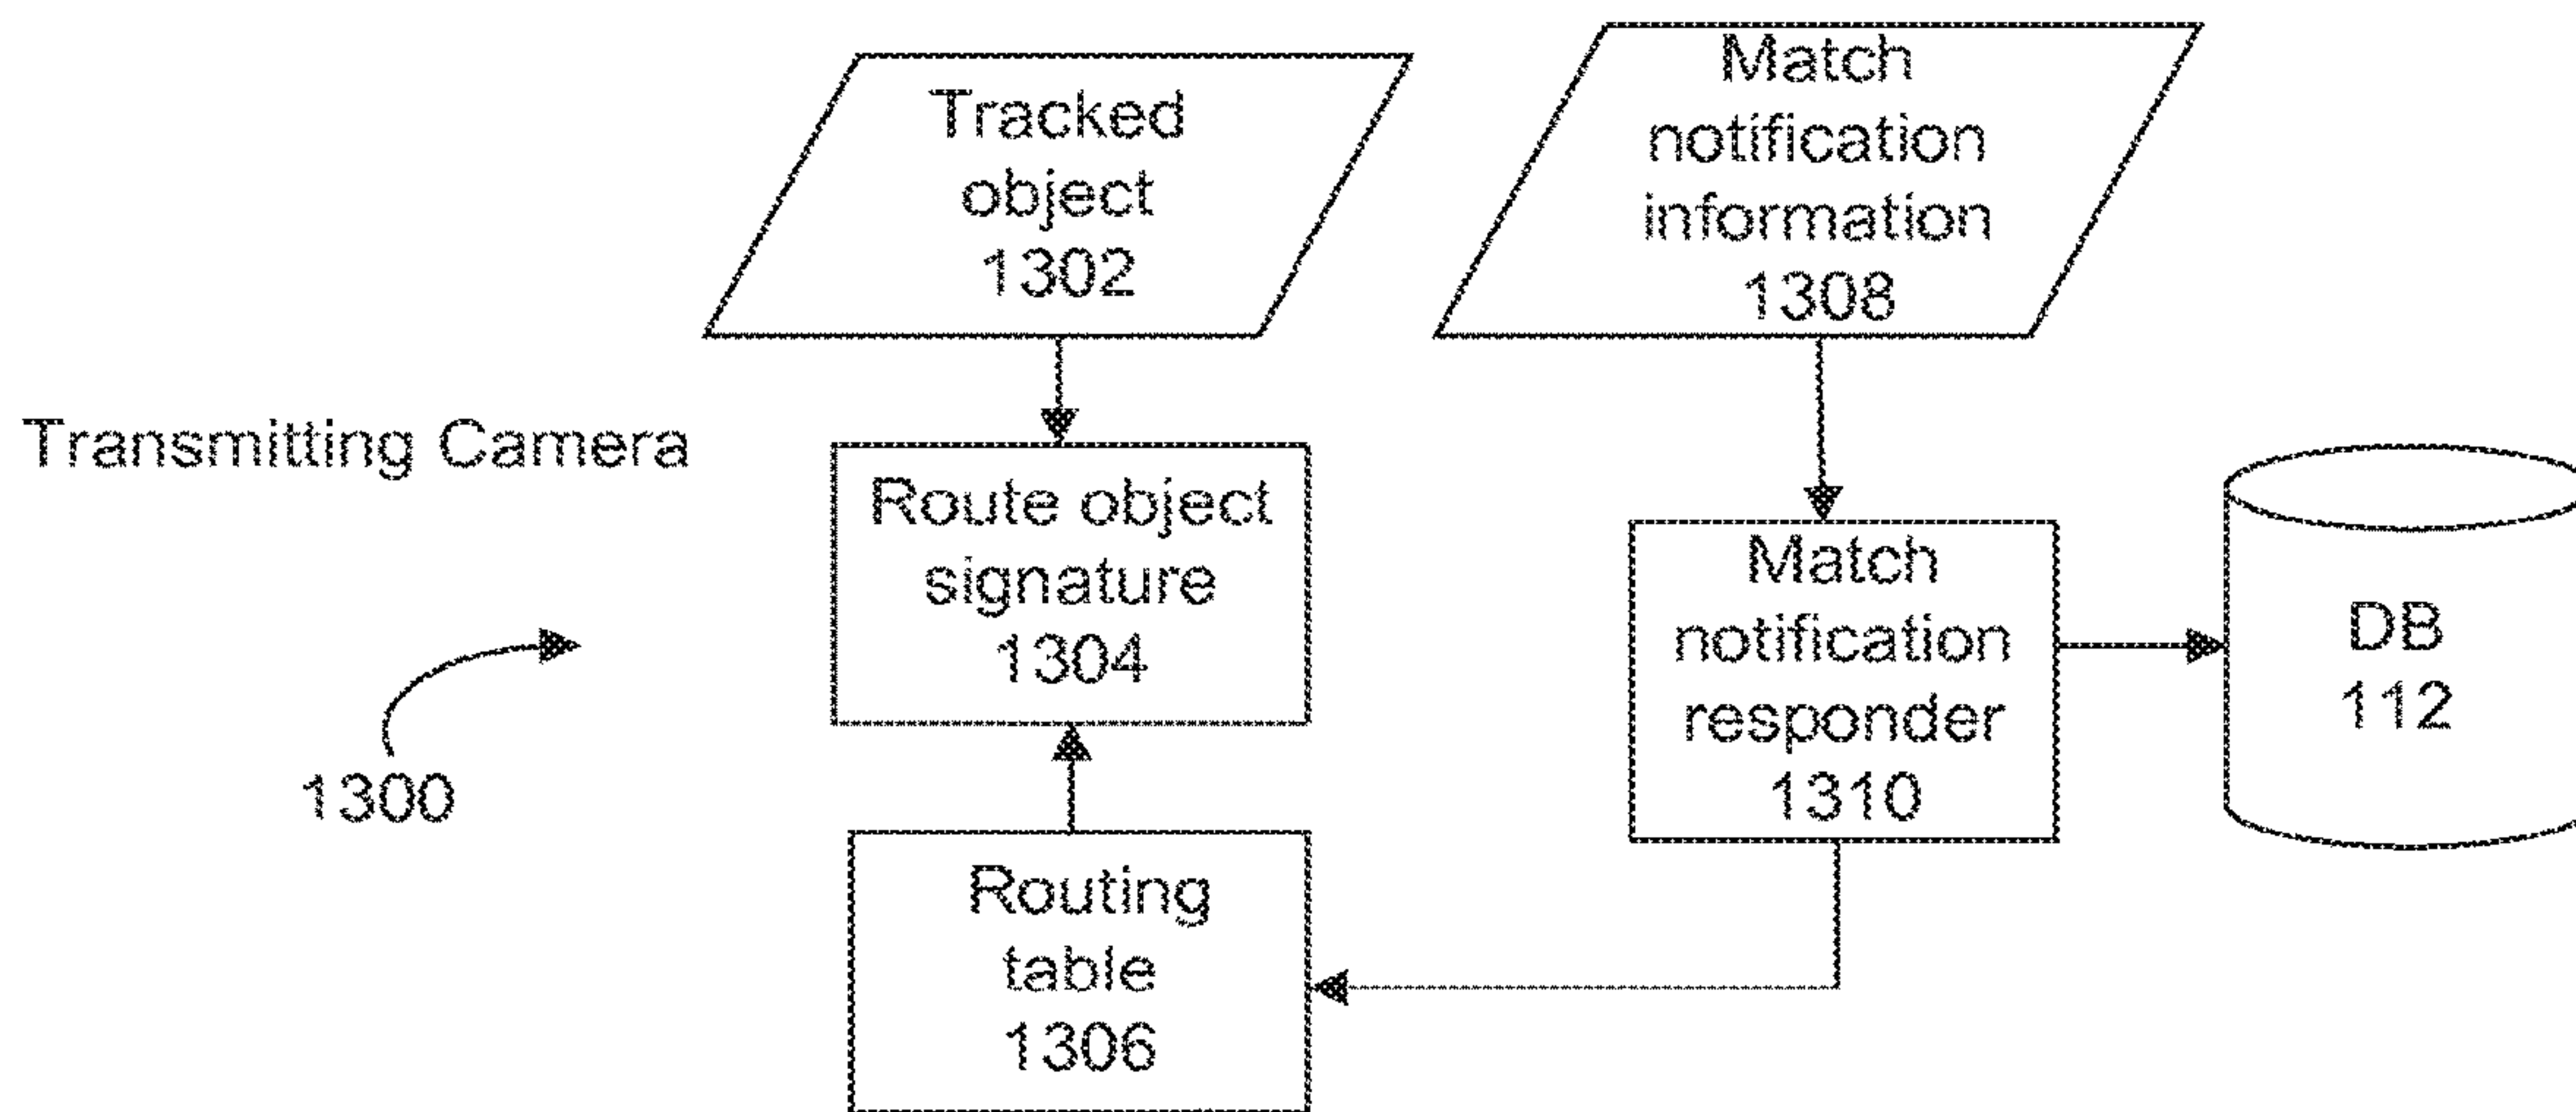 Tracked
object
1302
Match
notification
information
1308
Transmitting Camera
Route object
signature
1304
Match
notification
responder
1310
DB
112
1300
Routing
table
1306